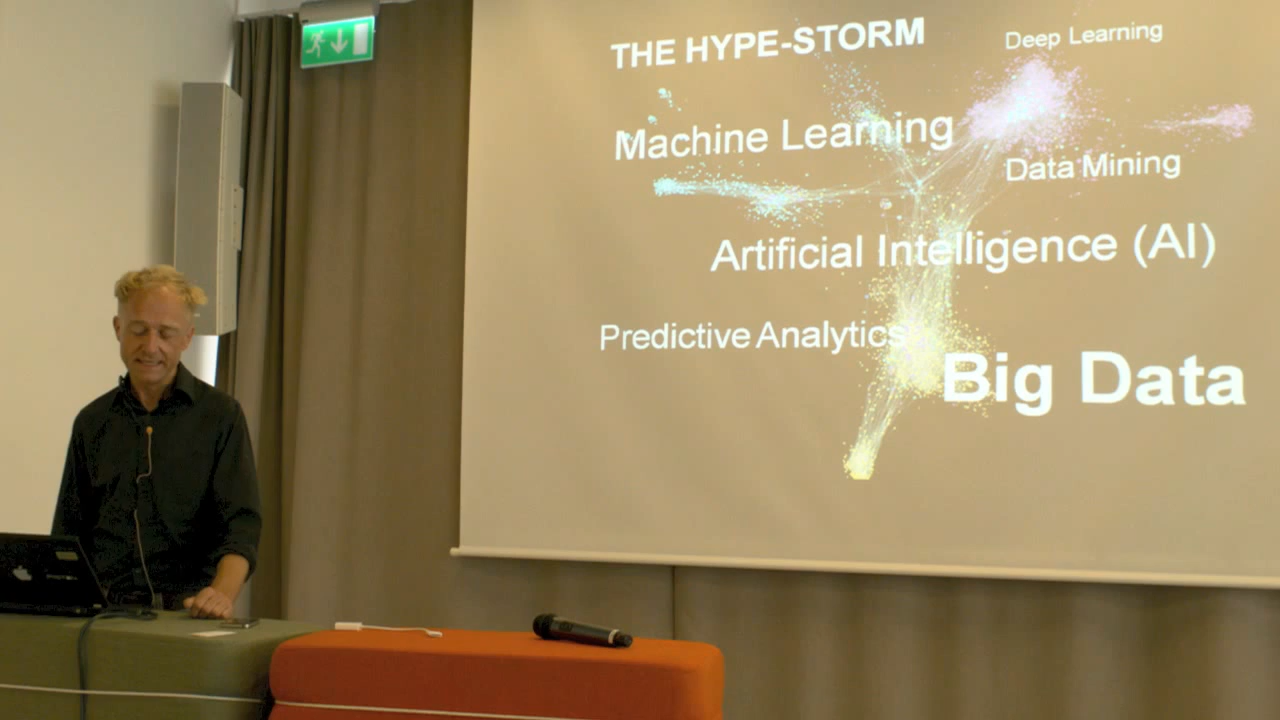 THE HYPE-STORM
Deep Learning
Machine Learning
Data Mining
Artificial Intelligence (AI)
Predictive Analytics
Big Data